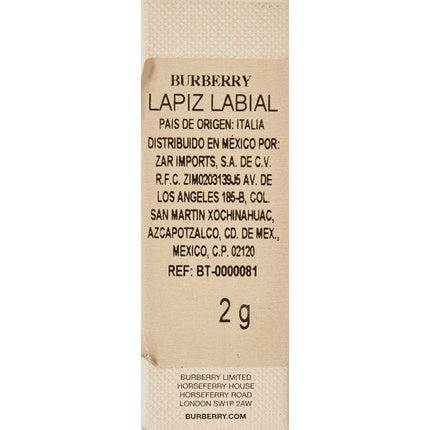 BURBERRY
LAPIZ LABIAL
PAIS DE ORIGEN: ITALIA
DISTRIBUIDO EN MÉXICO POR:
ZAR IMPORTS, S.A. DE C.V.
R.F.C. ZIM0203139J5 AV. DE
LOS ANGELES 185-B, COL.
SAN MARTIN XOCHINAHUAC,
AZCAPOTZALCO, CD. DE MEX.,
MEXICO, C.P. 02120
REF: BT-0000081
2 g
BURBERRY LIMITED
HORSEFERRY HOUSE
HORSEFERRY ROAD
LONDON SW1P 2AW
BURBERRY.COM